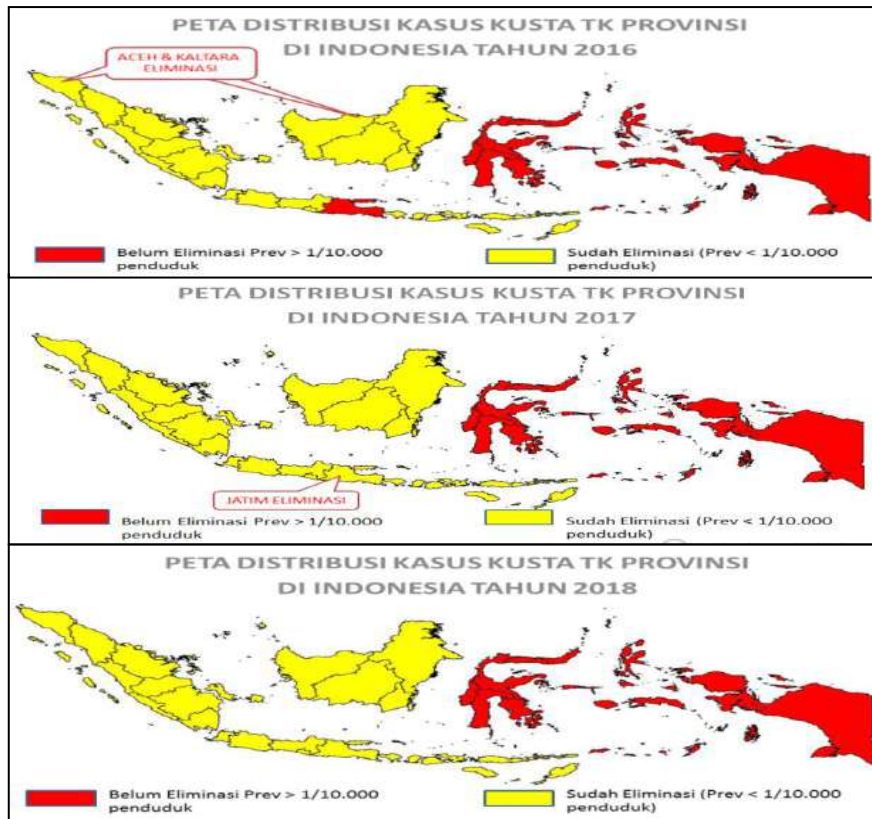 PETA DISTRIBUSI KASUS KUSTA TK PROVINSI
DI INDONESIA TAHUN 2016
ACEH & KALTARA
ELIMINASI
Belum Eliminasi Prev > 1/10.000
penduduk
Sudah Eliminasi (Prev < 1/10.000
penduduk)
PETA DISTRIBUSI KASUS KUSTA TK PROVINSI
DI INDONESIA TAHUN 2017
JATIM ELIMINASI
Belum Eliminasi Prev > 1/10.000
penduduk
Sudah Eliminasi (Prev < 1/10.000
penduduk)
PETA DISTRIBUSI KASUS KUSTA TK PROVINSI
DI INDONESIA TAHUN 2018
Belum Eliminasi Prev > 1/10.000
penduduk
Sudah Eliminasi (Prev < 1/10.000
penduduk)